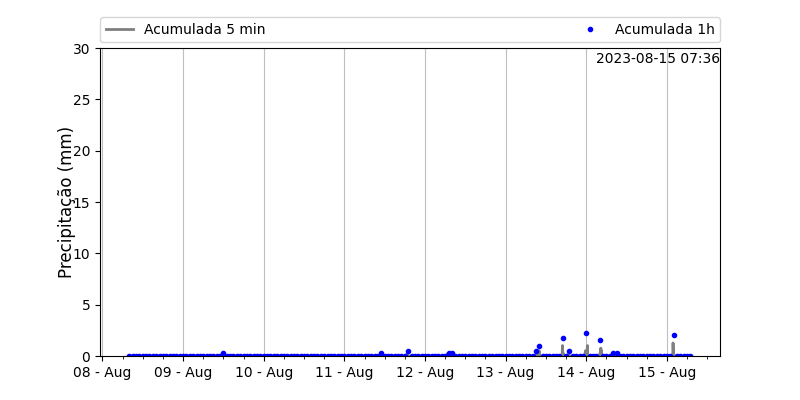 Acumulada 5 min
Acumulada 1h
2023-08-15 07:36
Precipitação (mm)
30
25
20
15
10
5
0
08 - Aug
09 - Aug
10 - Aug
11 - Aug
12 - Aug
13 - Aug
14 - Aug
15 - Aug